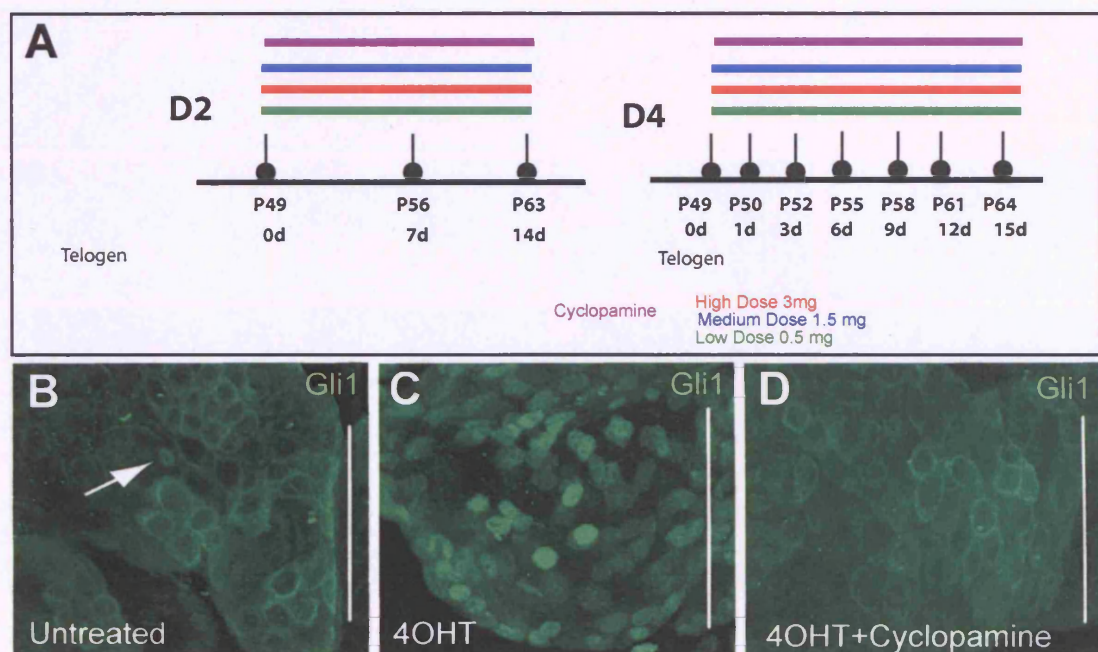 A
D2
P49 P56 P63
0d 7d 14d
Telogen
D4
P49 P50 P52 P55 P58 P61 P64
0d 1d 3d 6d 9d 12d 15d
Telogen
Cyclopamine
High Dose 3mg
Medium Dose 1.5 mg
Low Dose 0.5 mg
B
Gli1
Untreated
C
Gli1
4OHT
D
Gli1
4OHT+Cyclopamine